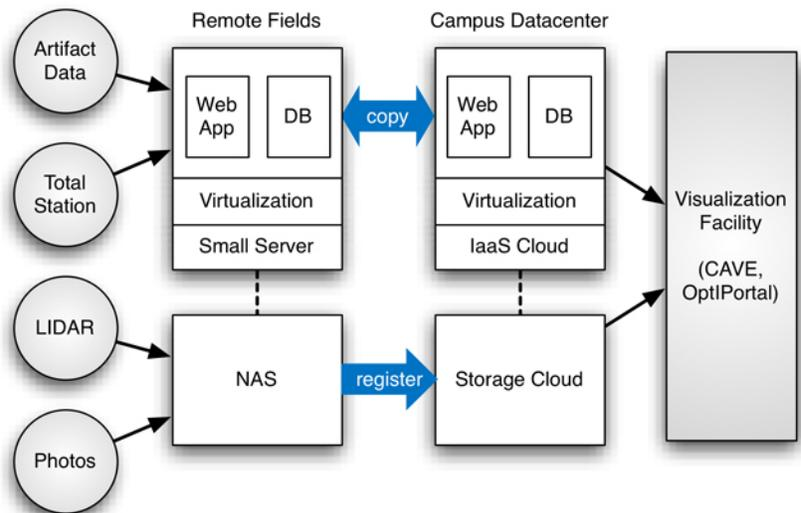 Remote Fields
Campus Datacenter
Artifact
Data
Total
Station
LIDAR
Photos
Web
App
DB
Virtualization
Small Server
NAS
copy
register
Web
App
DB
Virtualization
IaaS Cloud
Storage Cloud
Visualization
Facility
(CAVE,
OptIPortal)